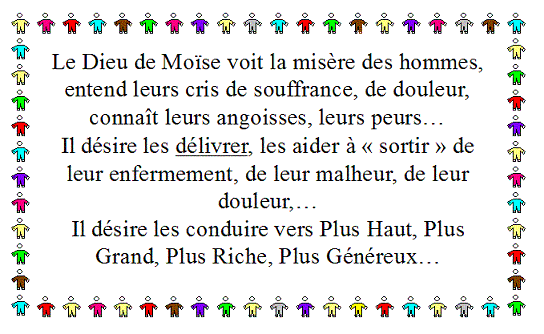 Le Dieu de Moïse voit la misère des hommes,
entend leurs cris de souffrance, de douleur,
connaît leurs angoisses, leurs peurs…
Il désire les délivrer, les aider à « sortir » de
leur enfermement, de leur malheur, de leur
douleur,…
Il désire les conduire vers Plus Haut, Plus
Grand, Plus Riche, Plus Généreux…